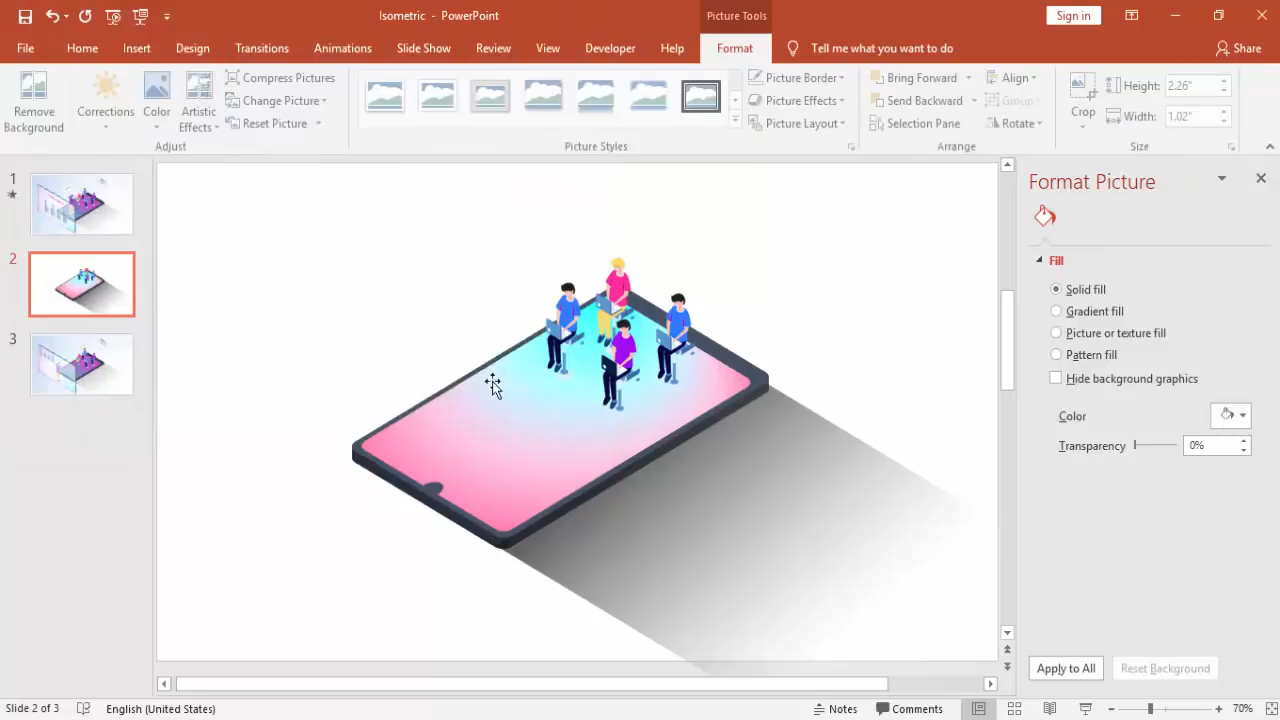 Isometric - PowerPoint
Picture Tools
Sign in
File
Home
Insert
Design
Transitions
Animations
Slide Show
Review
View
Developer
Help
Format
Tell me what you want to do
Share
Remove
Background
Corrections
Color
Artistic
Effects
Compress Pictures
Change Picture
Reset Picture
Adjust
Picture Styles
Picture Border
Picture Effects
Picture Layout
Bring Forward
Send Backward
Selection Pane
Align
Group
Rotate
Arrange
Crop
Height: 2.26"
Width: 1.02"
Size
1
2
3
Format Picture
Fill
Solid fill
Gradient fill
Picture or texture fill
Pattern fill
Hide background graphics
Color
Transparency 0%
Apply to All
Reset Background
Slide 2 of 3
English (United States)
Notes
Comments
70%